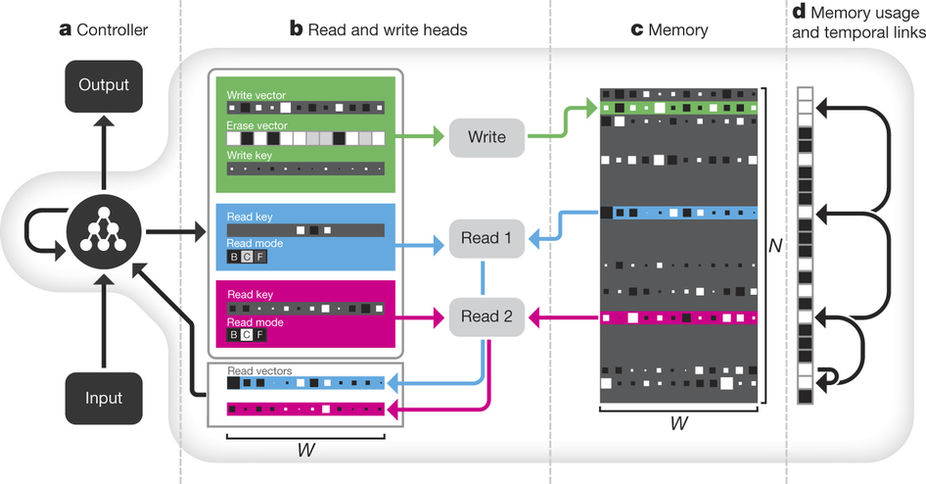 a Controller
b Read and write heads
c Memory
d Memory usage
and temporal links
Output
Input
Write vector
Erase vector
Write key
Write
Read key
Read mode
B C F
Read 1
Read key
Read mode
B C F
Read 2
Read vectors
W
N
W